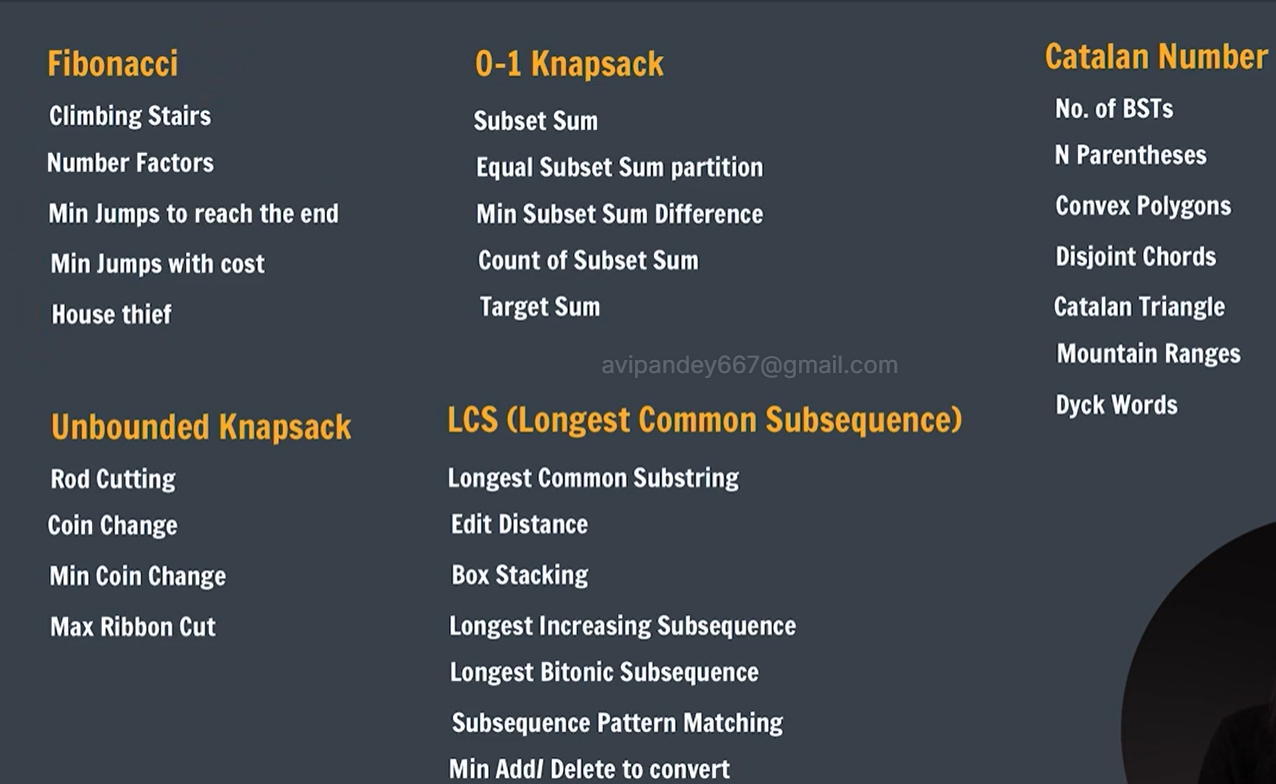 Fibonacci
Climbing Stairs
Number Factors
Min Jumps to reach the end
Min Jumps with cost
House thief
0-1 Knapsack
Subset Sum
Equal Subset Sum partition
Min Subset Sum Difference
Count of Subset Sum
Target Sum
Catalan Number
No. of BSTs
N Parentheses
Convex Polygons
Disjoint Chords
Catalan Triangle
Mountain Ranges
Dyck Words
avipandey667@gmail.com
Unbounded Knapsack
Rod Cutting
Coin Change
Min Coin Change
Max Ribbon Cut
LCS (Longest Common Subsequence)
Longest Common Substring
Edit Distance
Box Stacking
Longest Increasing Subsequence
Longest Bitonic Subsequence
Subsequence Pattern Matching
Min Add/ Delete to convert